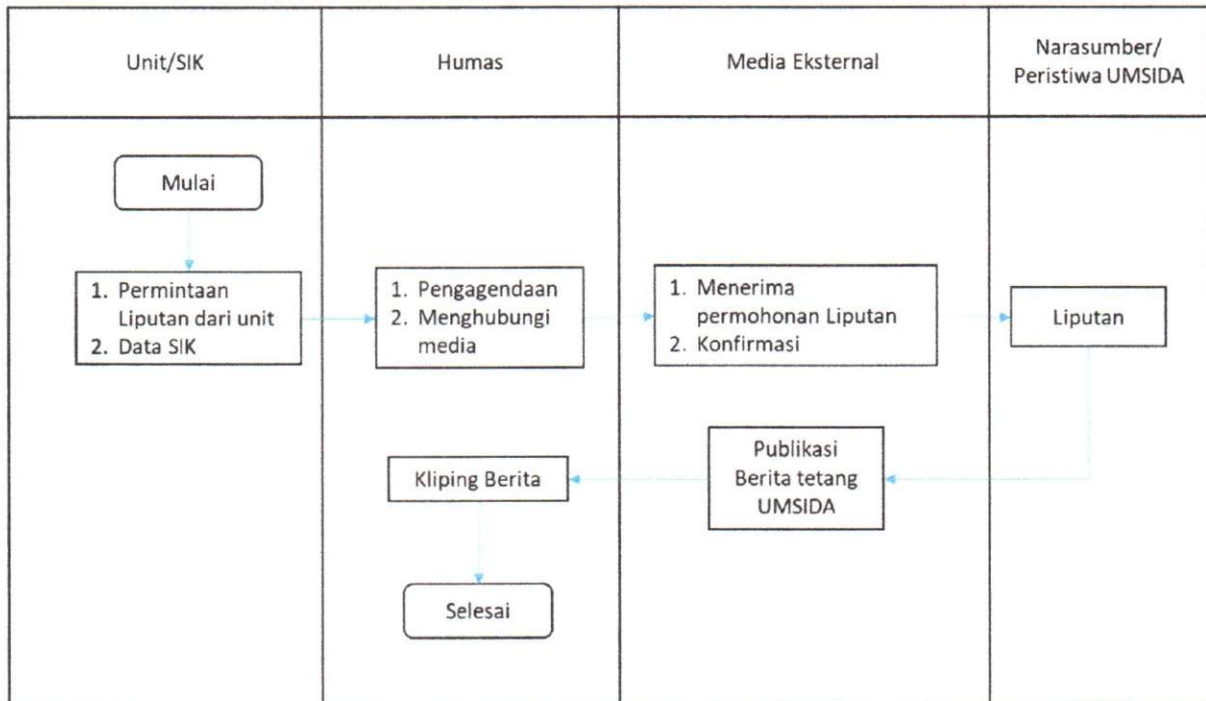 Unit/SIK
Humas
Media Eksternal
Narasumber/
Peristiwa UMSIDA
Mulai
1. Permintaan
Liputan dari unit
2. Data SIK
1. Pengagendaan
2. Menghubungi
media
1. Menerima
permohonan Liputan
2. Konfirmasi
Liputan
Publikasi
Berita tetang
UMSIDA
Kliping Berita
Selesai